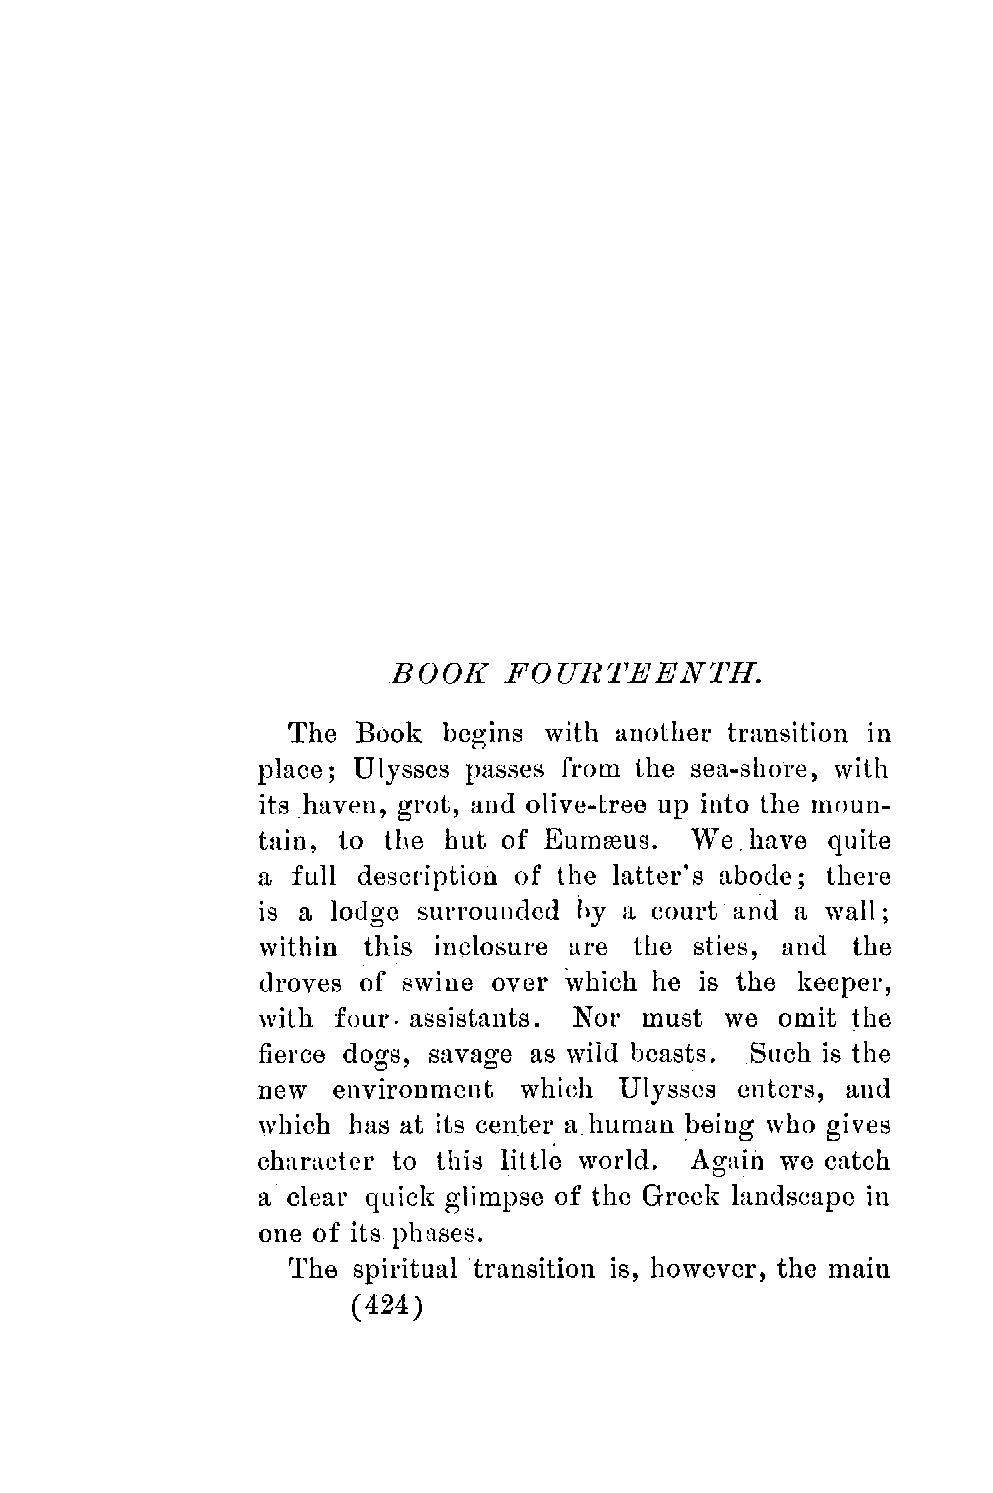 BOOK FOURTEENTH.
The Book begins with another transition in
place; Ulysses passes from the sea-shore, with
its haven, grot, and olive-tree up into the moun-
tain, to the hut of Eumæus. We have quite
a full description of the latter's abode; there
is a lodge surrounded by a court and a wall;
within this inclosure are the sties, and the
droves of swine over which he is the keeper,
with four assistants. Nor must we omit the
fierce dogs, savage as wild beasts. Such is the
new environment which Ulysses enters, and
which has at its center a human being who gives
character to this little world. Again we catch
a clear quick glimpse of the Greek landscape in
one of its phases.
The spiritual transition is, however, the main
(424)